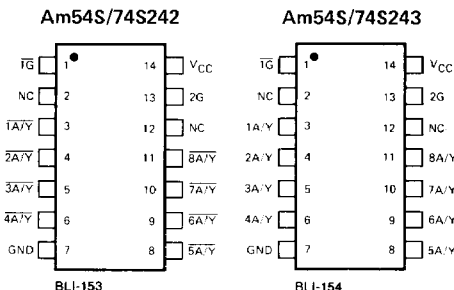 Am54S/74S242
1G̅ 1 14 VCC
NC 2 13 2G
1A/Y 3 12 NC
2A/Y 4 11 8A/Y
3A/Y 5 10 7A/Y
4A/Y 6 9 6A/Y
GND 7 8 5A/Y
BLI-153
Am54S/74S243
1G̅ 1 14 VCC
NC 2 13 2G
1A/Y 3 12 NC
2A/Y 4 11 8A/Y
3A/Y 5 10 7A/Y
4A/Y 6 9 6A/Y
GND 7 8 5A/Y
BLI-154